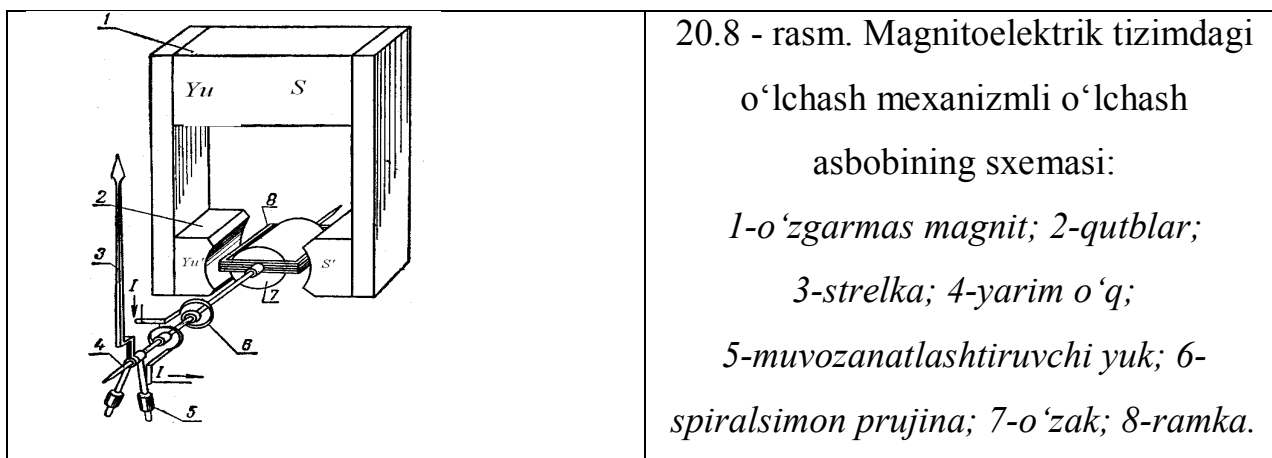 1
Yu S
2
8
3
Yu' S'
I
7
4
6
I
5
20.8 - rasm. Magnitoelektrik tizimdagi
o‘lchash mexanizmli o‘lchash
asbobining sxemasi:
1-o‘zgarmas magnit; 2-qutblar;
3-strelka; 4-yarim o‘q;
5-muvozanatlashtiruvchi yuk; 6-
spiralsimon prujina; 7-o‘zak; 8-ramka.